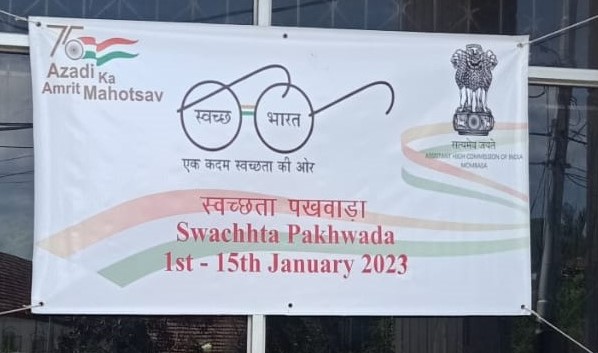 75
Azadi Ka
Amrit Mahotsav
स्वच्छ भारत
एक कदम स्वच्छता की ओर
सत्यमेव जयते
ASSISTANT HIGH COMMISSION OF INDIA
MOMBASA
स्वच्छता पखवाड़ा
Swachhta Pakhwada
1st - 15th January 2023